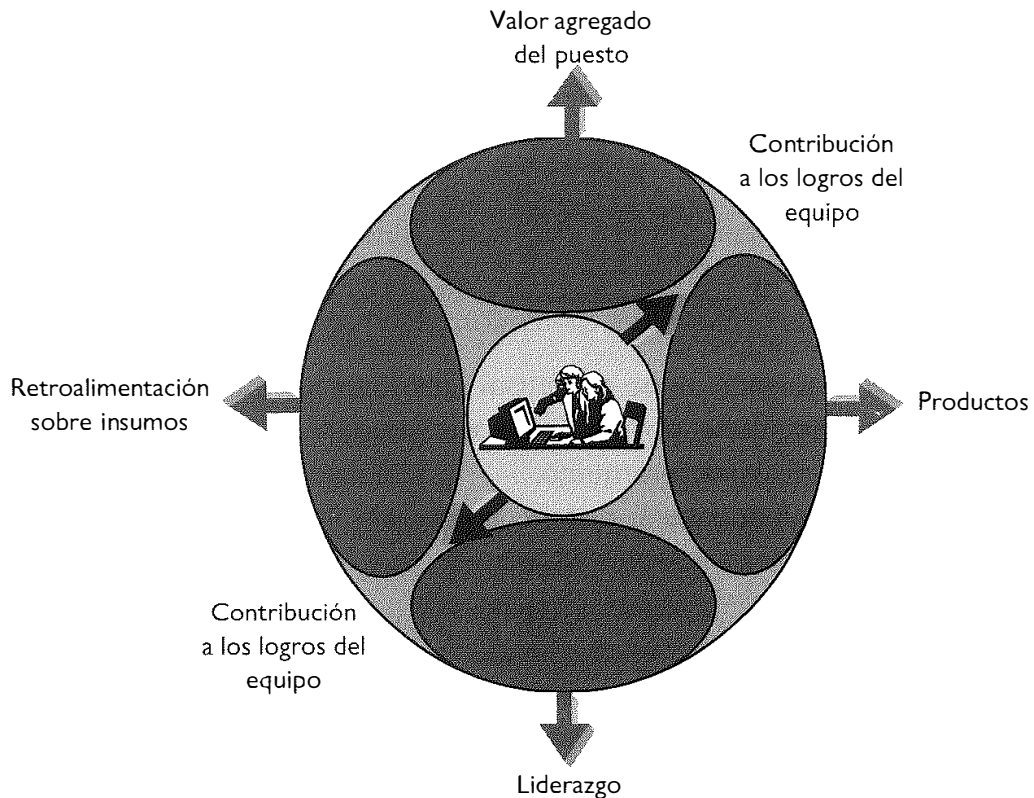 Valor agregado
del puesto
Contribución
a los logros del
equipo
Retroalimentación
sobre insumos
Productos
Contribución
a los logros del
equipo
Liderazgo